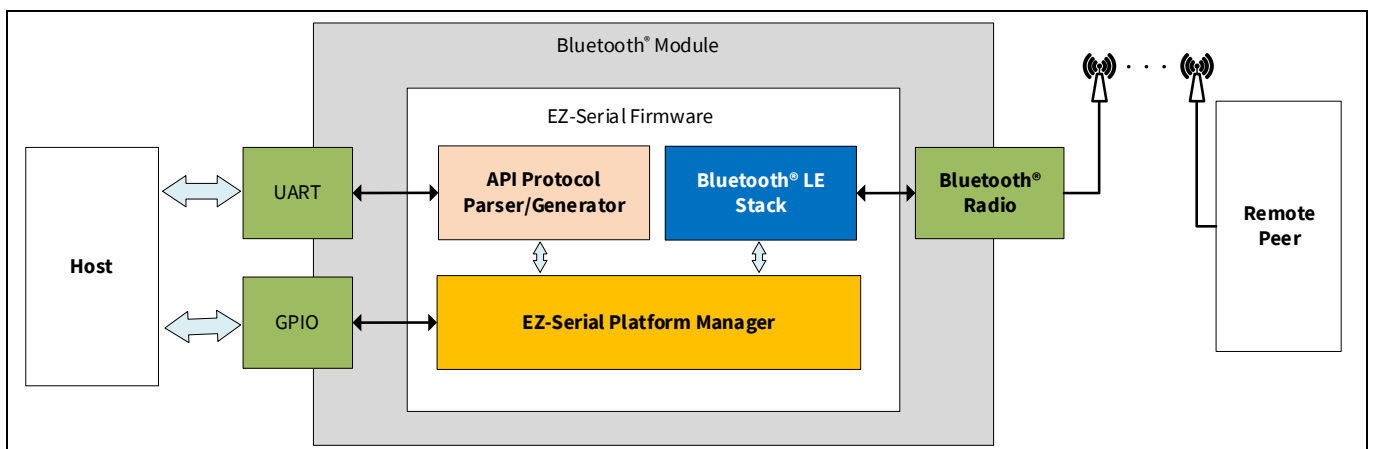 Bluetooth® Module
EZ-Serial Firmware
Host
UART
GPIO
API Protocol
Parser/Generator
Bluetooth® LE
Stack
EZ-Serial Platform Manager
Bluetooth®
Radio
Remote
Peer